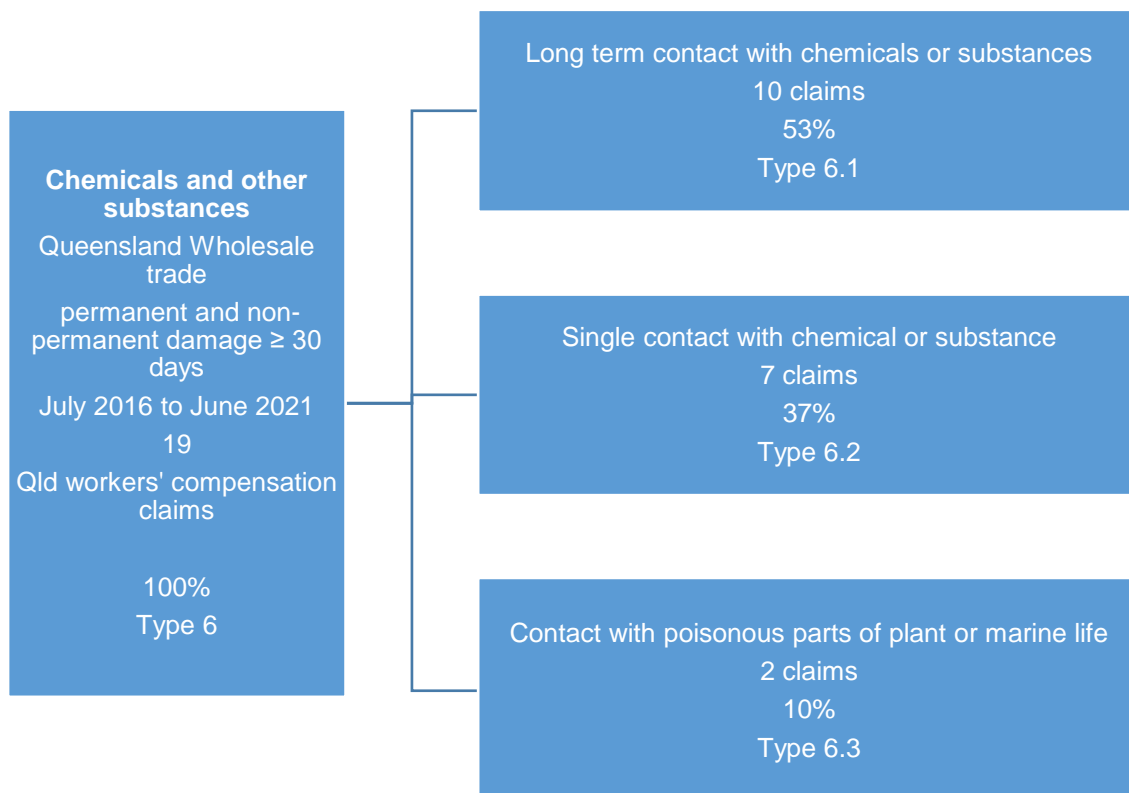 Chemicals and other
substances
Queensland Wholesale
trade
permanent and non-
permanent damage ≥ 30
days
July 2016 to June 2021
19
Qld workers' compensation
claims
100%
Type 6
Long term contact with chemicals or substances
10 claims
53%
Type 6.1
Single contact with chemical or substance
7 claims
37%
Type 6.2
Contact with poisonous parts of plant or marine life
2 claims
10%
Type 6.3